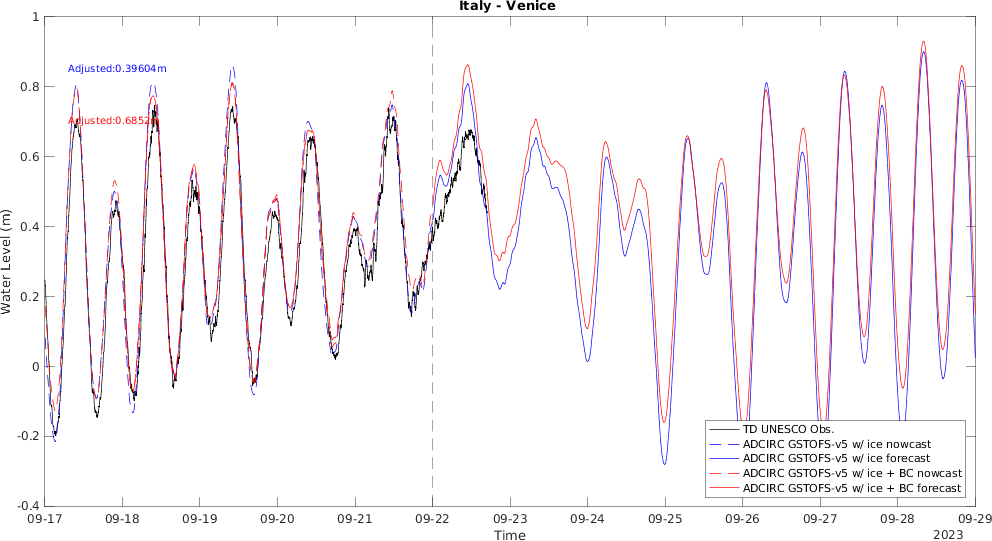 Italy - Venice
1
0.8
0.6
0.4
0.2
0
-0.2
-0.4
Water Level (m)
Adjusted:0.39604m
Adjusted:0.6852
TD UNESCO Obs.
ADCIRC GSTOFS-v5 w/ ice nowcast
ADCIRC GSTOFS-v5 w/ ice forecast
ADCIRC GSTOFS-v5 w/ ice + BC nowcast
ADCIRC GSTOFS-v5 w/ ice + BC forecast
09-17 09-18 09-19 09-20 09-21 09-22 09-23 09-24 09-25 09-26 09-27 09-28 09-29
Time
2023